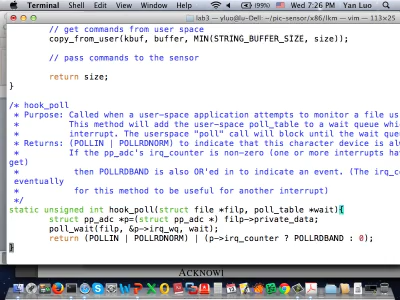 Terminal Shell Edit View Window Help (99%) Wed 7:26 PM Yan Luo
lab3 — yluo@lu-Dell: ~/pic-sensor/x86/lkm — vim — 113×25
// get commands from user space
copy_from_user(kbuf, buffer, MIN(STRING_BUFFER_SIZE, size));
// pass commands to the sensor
return size;
}
/* hook_poll
* Purpose: Called when a user-space application attempts to monitor a file us
* This method will add the user-space poll_table to a wait queue whic
* interrupt. The userspace "poll" call will block until the wait queu
* Returns: (POLLIN | POLLRDNORM) to indicate that this character device is al
* If the pp_adc's irq_counter is non-zero (one or more interrupts hav
get)
* then POLLRDBAND is also OR'ed in to indicate an event. (The irq_co
eventually
* for this method to be useful for another interrupt)
*/
static unsigned int hook_poll(struct file *filp, poll_table *wait){
struct pp_adc *p=(struct pp_adc *) filp->private_data;
poll_wait(filp, &p->irq_wq, wait);
return (POLLIN | POLLRDNORM) | (p->irq_counter ? POLLRDBAND : 0);
}
ACKNOWL